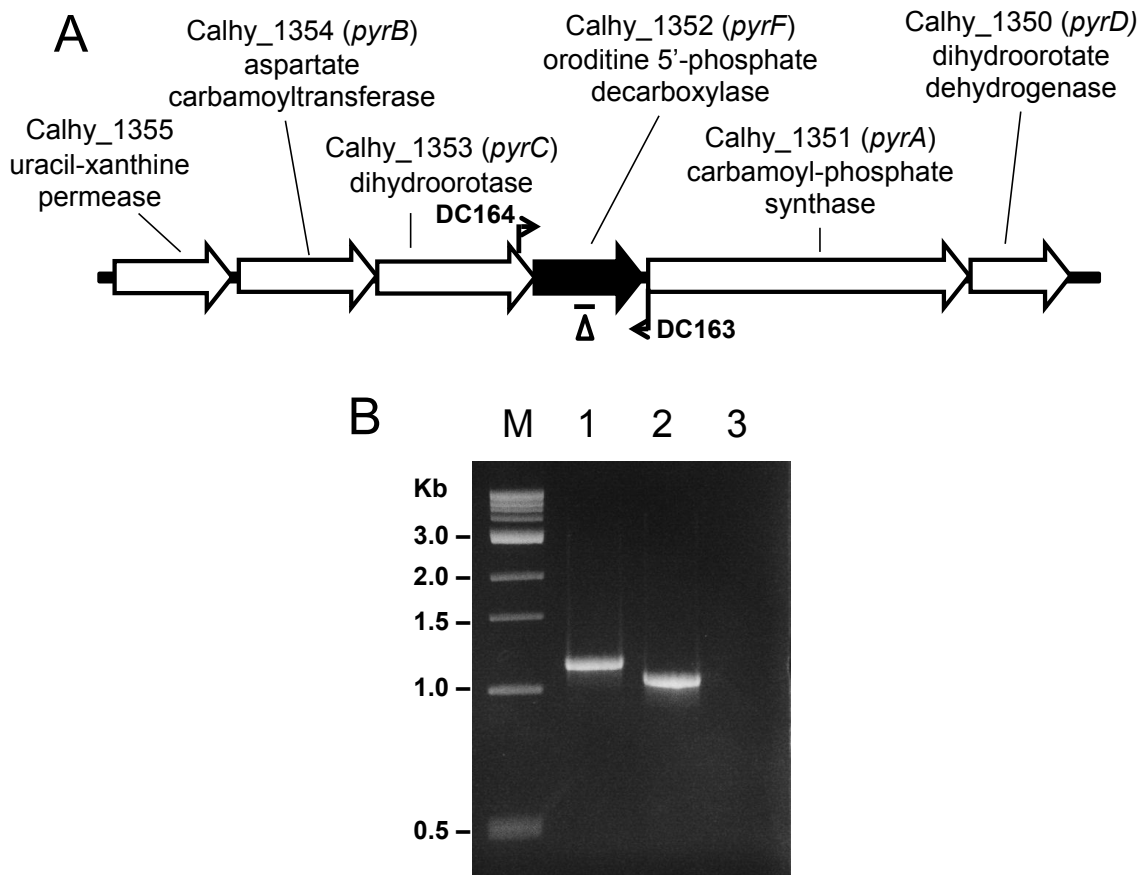 A
Calhy_1354 (pyrB)
aspartate
carbamoyltransferase
Calhy_1352 (pyrF)
oroditine 5’-phosphate
decarboxylase
Calhy_1350 (pyrD)
dihydroorotate
dehydrogenase
Calhy_1355
uracil-xanthine
permease
Calhy_1353 (pyrC)
dihydroorotase
Calhy_1351 (pyrA)
carbamoyl-phosphate
synthase
DC164
Δ
DC163
B
M 1 2 3
Kb
3.0 –
2.0 –
1.5 –
1.0 –
0.5 –